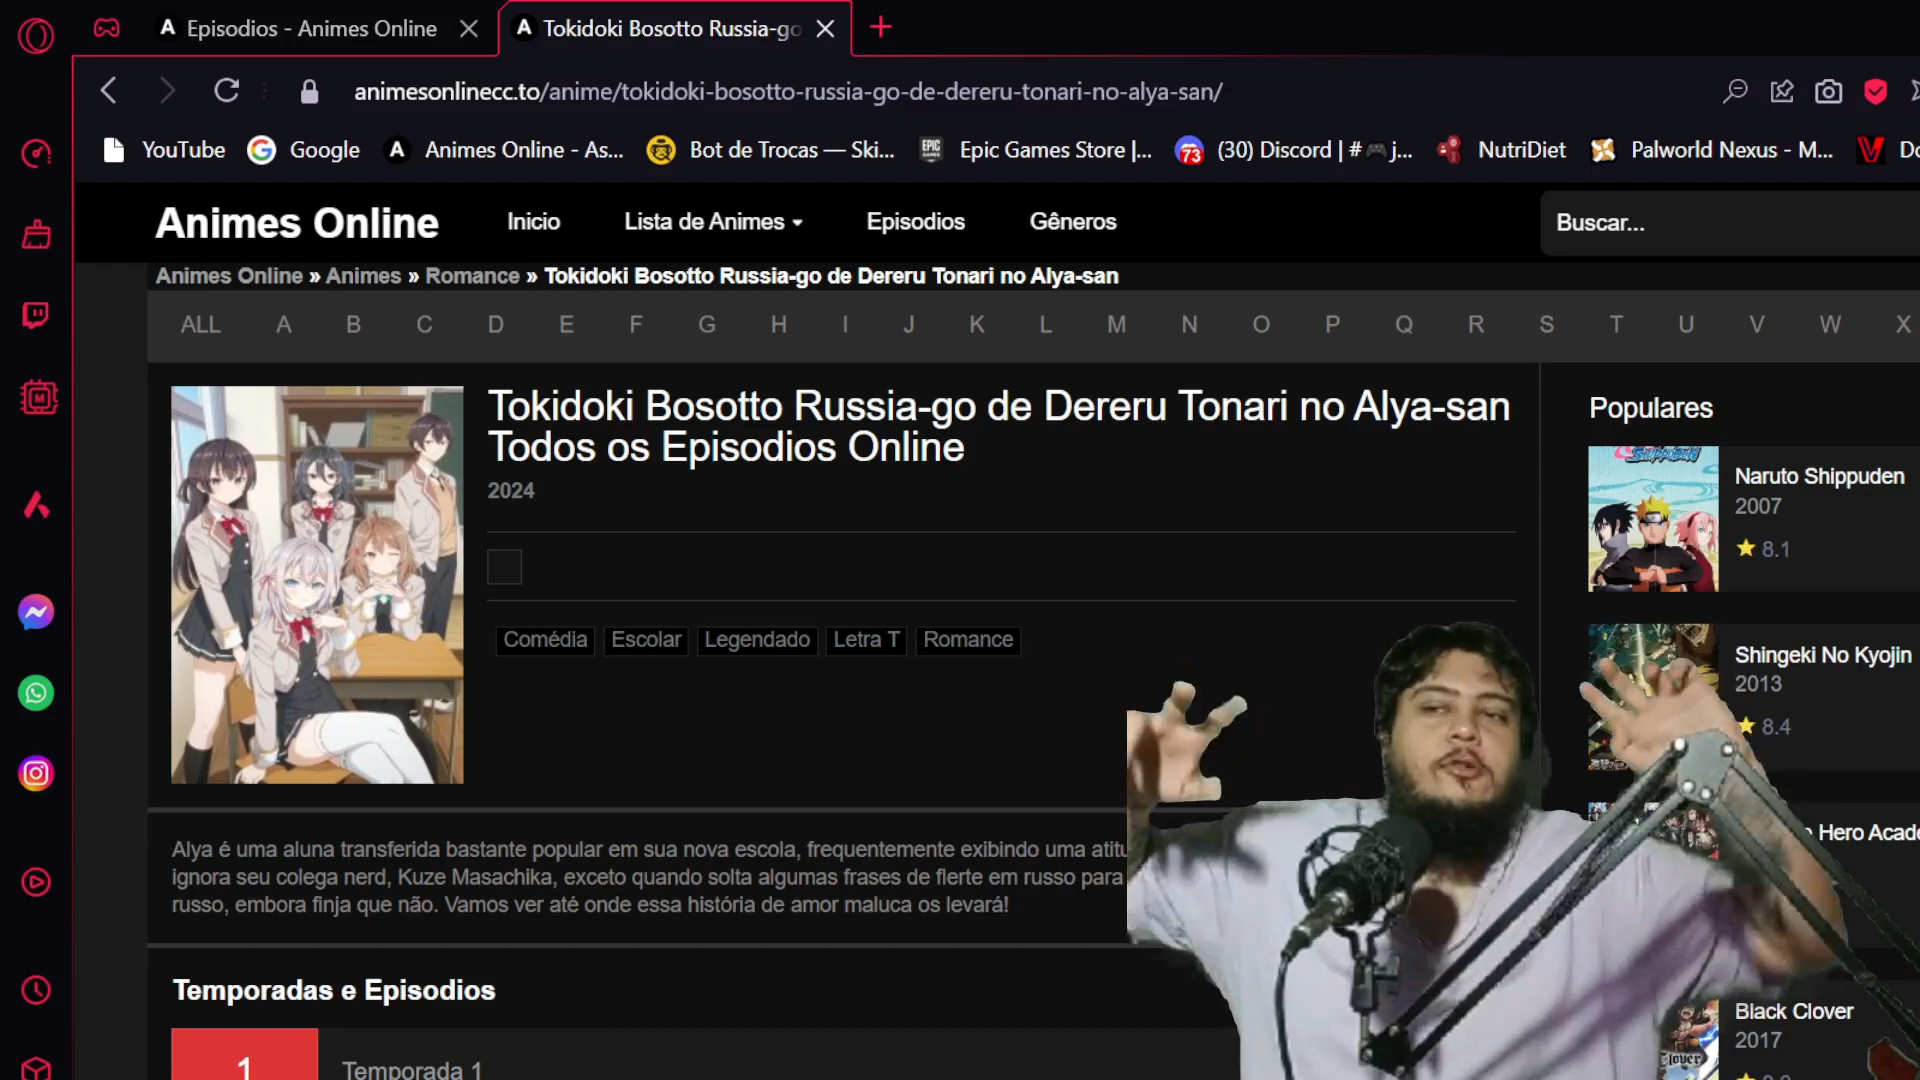 Episodios - Animes Online
Tokidoki Bosotto Russia-go
animesonlinecc.to/anime/tokidoki-bosotto-russia-go-de-dereru-tonari-no-alya-san/
YouTube Google A Animes Online - As... Bot de Trocas — Ski... EPIC GAMES Epic Games Store |... 73 (30) Discord | #🎮j... NutriDiet Palworld Nexus - M...
Animes Online Inicio Lista de Animes Episodios Gêneros Buscar...
Animes Online » Animes » Romance » Tokidoki Bosotto Russia-go de Dereru Tonari no Alya-san
ALL A B C D E F G H I J K L M N O P Q R S T U V W X
Tokidoki Bosotto Russia-go de Dereru Tonari no Alya-san
Todos os Episodios Online
2024
Comédia Escolar Legendado Letra T Romance
Populares
SHIPPUDEN
Naruto Shippuden
2007
8.1
Shingeki No Kyojin
2013
8.4
Hero Acade
Black Clover
2017
Alya é uma aluna transferida bastante popular em sua nova escola, frequentemente exibindo uma atitu
ignora seu colega nerd, Kuze Masachika, exceto quando solta algumas frases de flerte em russo para
russo, embora finja que não. Vamos ver até onde essa história de amor maluca os levará!
Temporadas e Episodios
1 Temporada 1